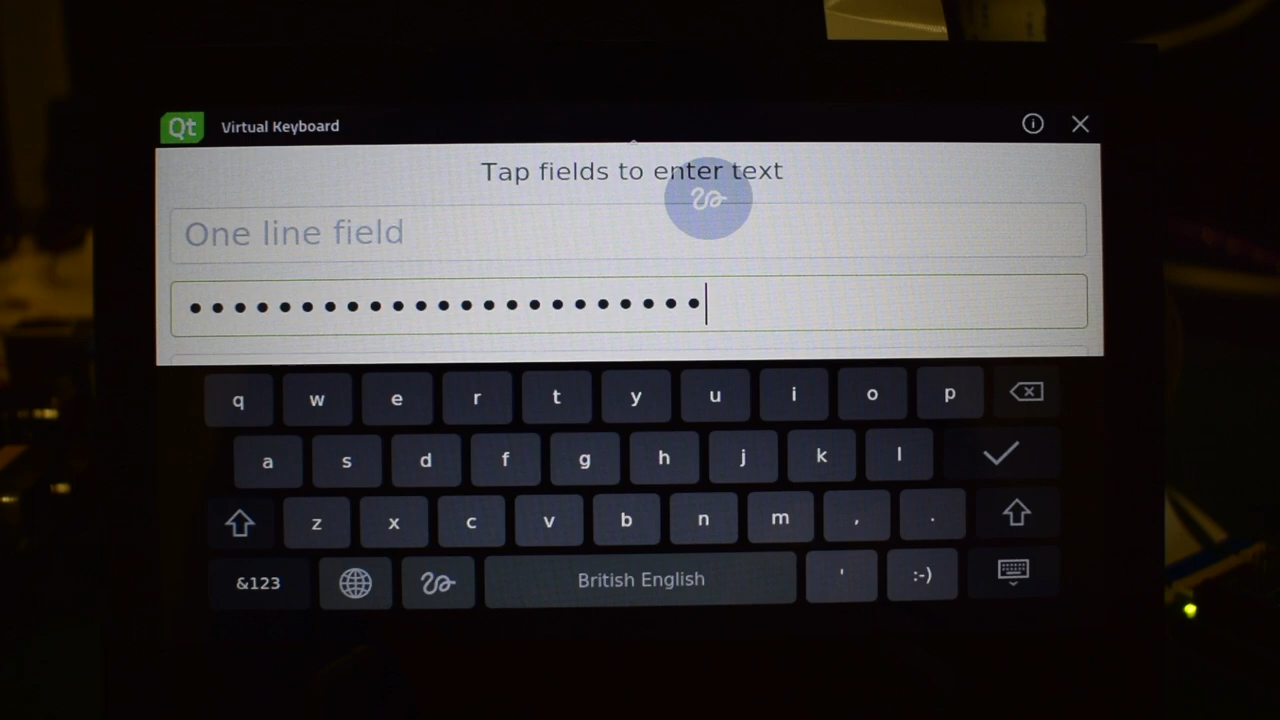 Qt Virtual Keyboard
Tap fields to enter text
One line field
•••••••••••••••••••••••
q w e r t y u i o p
a s d f g h j k l
z x c v b n m , .
&123 British English ' :-)